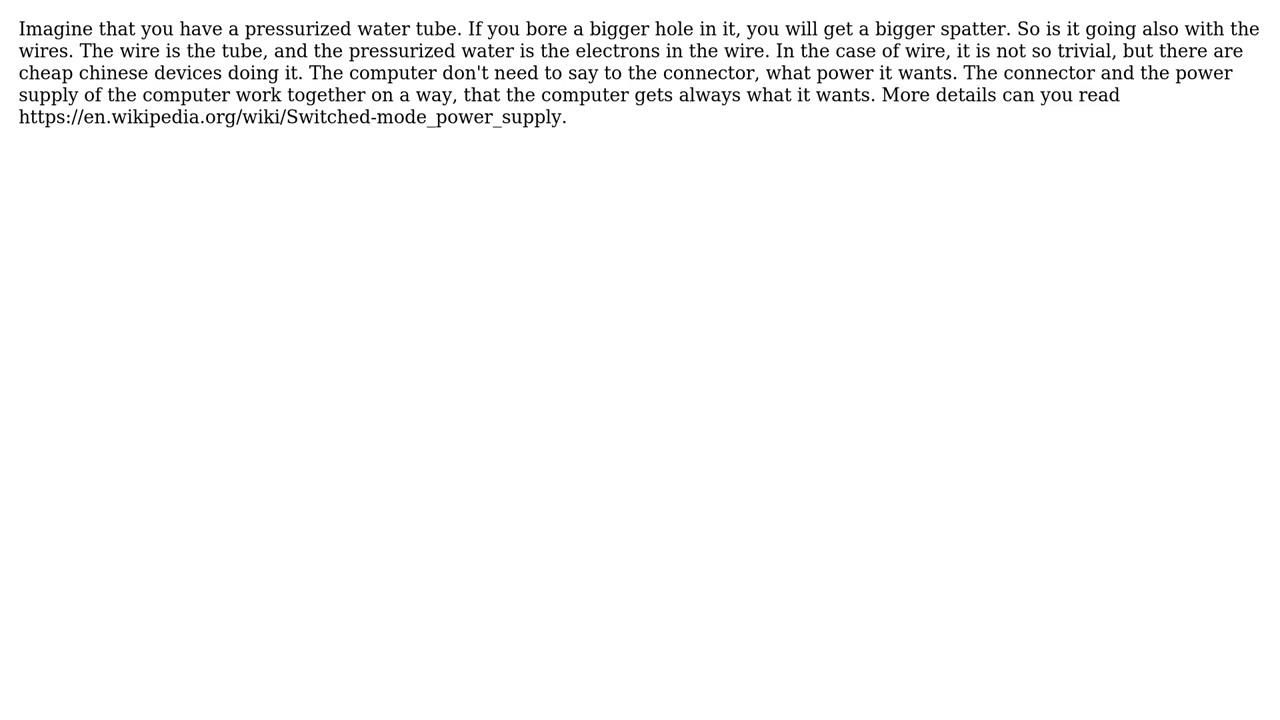 Imagine that you have a pressurized water tube. If you bore a bigger hole in it, you will get a bigger spatter. So is it going also with the
wires. The wire is the tube, and the pressurized water is the electrons in the wire. In the case of wire, it is not so trivial, but there are
cheap chinese devices doing it. The computer don't need to say to the connector, what power it wants. The connector and the power
supply of the computer work together on a way, that the computer gets always what it wants. More details can you read
https://en.wikipedia.org/wiki/Switched-mode_power_supply.